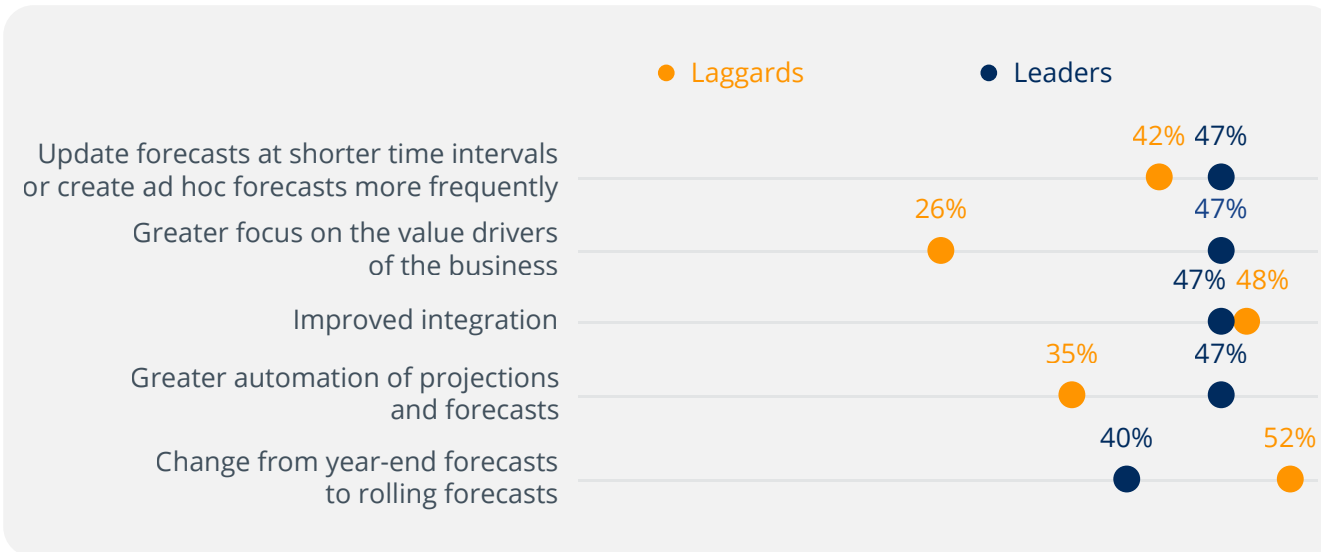 Laggards
Leaders
42% 47%
Update forecasts at shorter time intervals
or create ad hoc forecasts more frequently
26%
47%
Greater focus on the value drivers
of the business
47% 48%
Improved integration
35%
47%
Greater automation of projections
and forecasts
40%
52%
Change from year-end forecasts
to rolling forecasts